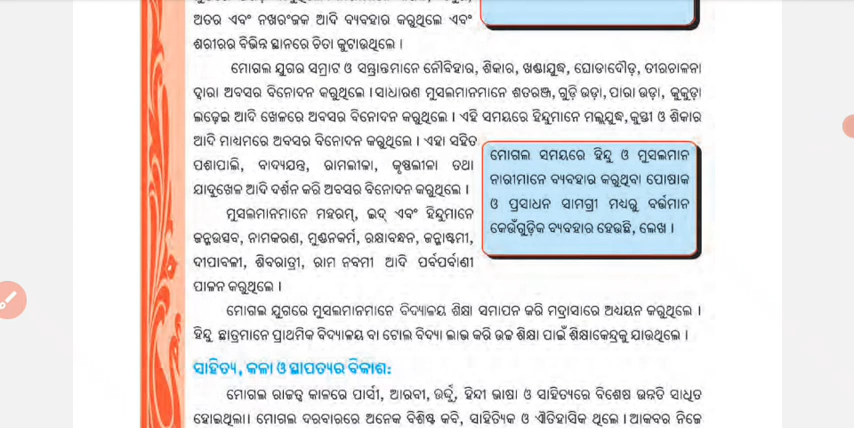 ଅତର ଏବଂ ନଖରଂଜକ ଆଦି ବ୍ୟବହାର କରୁଥିଲେ ଏବଂ
ଶରୀରର ବିଭିନ୍ନ ସ୍ଥାନରେ ଚିତା କୁଟାଉଥିଲେ ।
ମୋଗଲ ଯୁଗର ସମ୍ରାଟ ଓ ସମ୍ଭ୍ରାନ୍ତମାନେ ନୌବିହାର, ଶିକାର, ଖଣ୍ଡାଯୁଦ୍ଧ, ଘୋଡାଦୌଡ଼, ତୀରଚାଳନା
ଦ୍ୱାରା ଅବସର ବିନୋଦନ କରୁଥିଲେ । ସାଧାରଣ ମୁସଲମାନମାନେ ଶତରଞ୍ଜ, ଗୁଡ଼ି ଉଡ଼ା, ପାରା ଉଡ଼ା, କୁକୁଡ଼ା
ଲଢ଼େଇ ଆଦି ଖେଳରେ ଅବସର ବିନୋଦନ କରୁଥିଲେ । ଏହି ସମୟରେ ହିନ୍ଦୁମାନେ ମଲ୍ଲଯୁଦ୍ଧ, କୁସ୍ତୀ ଓ ଶିକାର
ଆଦି ମାଧ୍ୟମରେ ଅବସର ବିନୋଦନ କରୁଥିଲେ । ଏହା ସହିତ
ପଶାପାଲି, ବାଦ୍ୟଯନ୍ତ୍ର, ରାମଲୀଳା, କୃଷ୍ଣଲୀଳା ତଥା
ଯାଦୁଖେଳ ଆଦି ଦର୍ଶନ କରି ଅବସର ବିନୋଦନ କରୁଥିଲେ ।
ମୁସଲମାନମାନେ ମହରମ୍, ଇଦ୍ ଏବଂ ହିନ୍ଦୁମାନେ
ଜନ୍ମଉତ୍ସବ, ନାମକରଣ, ମୁଣ୍ଡନକର୍ମ, ରକ୍ଷାବନ୍ଧନ, ଜନ୍ମାଷ୍ଟମୀ,
ଦୀପାବଳୀ, ଶିବରାତ୍ରୀ, ରାମ ନବମୀ ଆଦି ପର୍ବପର୍ବାଣୀ
ପାଳନ କରୁଥିଲେ ।
ମୋଗଲ ସମୟରେ ହିନ୍ଦୁ ଓ ମୁସଲମାନ
ନାରୀମାନେ ବ୍ୟବହାର କରୁଥିବା ପୋଷାକ
ଓ ପ୍ରସାଧନ ସାମଗ୍ରୀ ମଧ୍ୟରୁ ବର୍ତ୍ତମାନ
କେଉଁଗୁଡ଼ିକ ବ୍ୟବହାର ହେଉଛି, ଲେଖ ।
ମୋଗଲ ଯୁଗରେ ମୁସଲମାନମାନେ ବିଦ୍ୟାଳୟ ଶିକ୍ଷା ସମାପନ କରି ମଦ୍ରାସାରେ ଅଧ୍ୟୟନ କରୁଥିଲେ ।
ହିନ୍ଦୁ ଛାତ୍ରମାନେ ପ୍ରାଥମିକ ବିଦ୍ୟାଳୟ ବା ଟୋଲ ବିଦ୍ୟା ଲାଭ କରି ଉଚ୍ଚ ଶିକ୍ଷା ପାଇଁ ଶିକ୍ଷାକେନ୍ଦ୍ରକୁ ଯାଉଥିଲେ ।
ସାହିତ୍ୟ, କଳା ଓ ସ୍ଥାପତ୍ୟର ବିକାଶ:
ମୋଗଲ ରାଜତ୍ୱ କାଳରେ ପାର୍ସୀ, ଆରବୀ, ଉର୍ଦ୍ଦୁ, ହିନ୍ଦୀ ଭାଷା ଓ ସାହିତ୍ୟରେ ବିଶେଷ ଉନ୍ନତି ସାଧିତ
ହୋଇଥିଲା। ମୋଗଲ ଦରବାରରେ ଅନେକ ବିଶିଷ୍ଟ କବି, ସାହିତ୍ୟିକ ଓ ଐତିହାସିକ ଥିଲେ । ଆକବର ନିଜେ